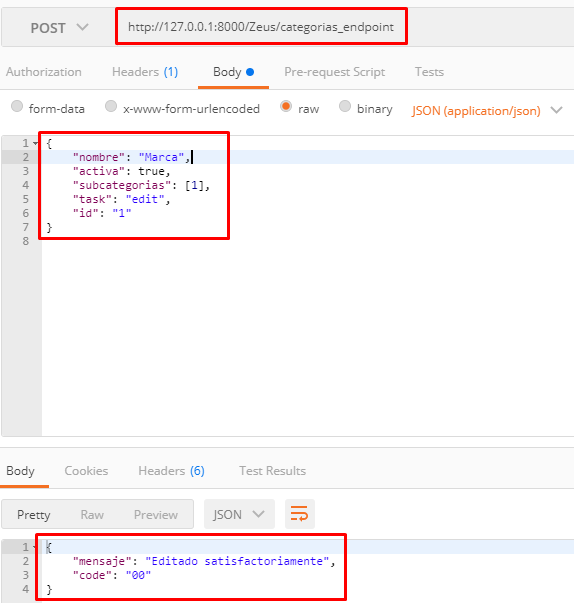 POST http://127.0.0.1:8000/Zeus/categorias_endpoint
Authorization Headers (1) Body Pre-request Script Tests
form-data x-www-form-urlencoded raw binary JSON (application/json)
1 {
2 "nombre": "Marca",
3 "activa": true,
4 "subcategorias": [1],
5 "task": "edit",
6 "id": "1"
7 }
8
Body Cookies Headers (6) Test Results
Pretty Raw Preview JSON
1 {
2 "mensaje": "Editado satisfactoriamente",
3 "code": "00"
4 }